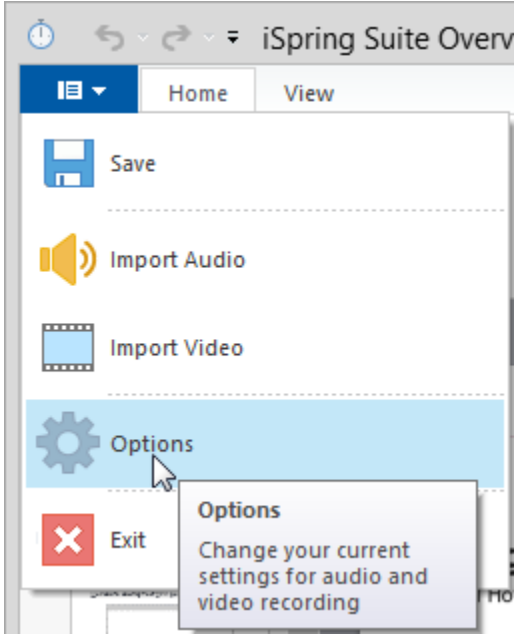 iSpring Suite Overv
Home View
Save
Import Audio
Import Video
Options
Exit
Options
Change your current
settings for audio and
video recording
Ho